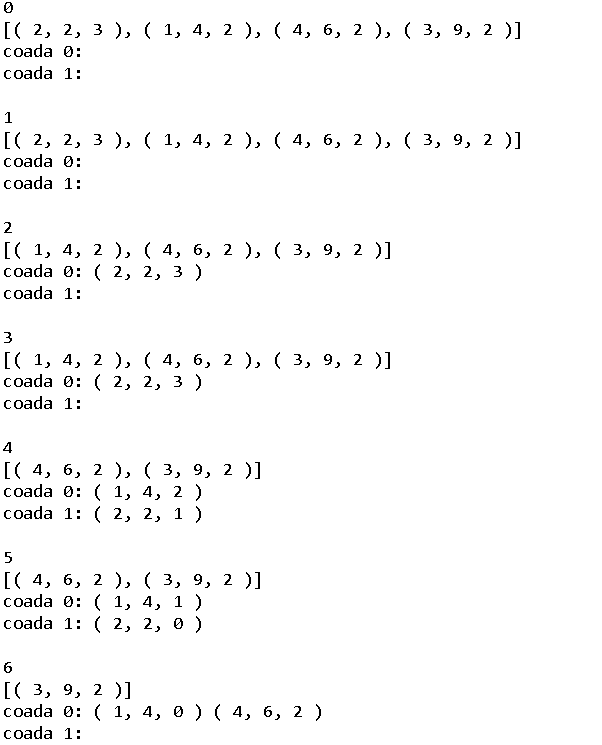 0
[( 2, 2, 3 ), ( 1, 4, 2 ), ( 4, 6, 2 ), ( 3, 9, 2 )]
coada 0:
coada 1:
1
[( 2, 2, 3 ), ( 1, 4, 2 ), ( 4, 6, 2 ), ( 3, 9, 2 )]
coada 0:
coada 1:
2
[( 1, 4, 2 ), ( 4, 6, 2 ), ( 3, 9, 2 )]
coada 0: ( 2, 2, 3 )
coada 1:
3
[( 1, 4, 2 ), ( 4, 6, 2 ), ( 3, 9, 2 )]
coada 0: ( 2, 2, 3 )
coada 1:
4
[( 4, 6, 2 ), ( 3, 9, 2 )]
coada 0: ( 1, 4, 2 )
coada 1: ( 2, 2, 1 )
5
[( 4, 6, 2 ), ( 3, 9, 2 )]
coada 0: ( 1, 4, 1 )
coada 1: ( 2, 2, 0 )
6
[( 3, 9, 2 )]
coada 0: ( 1, 4, 0 ) ( 4, 6, 2 )
coada 1: